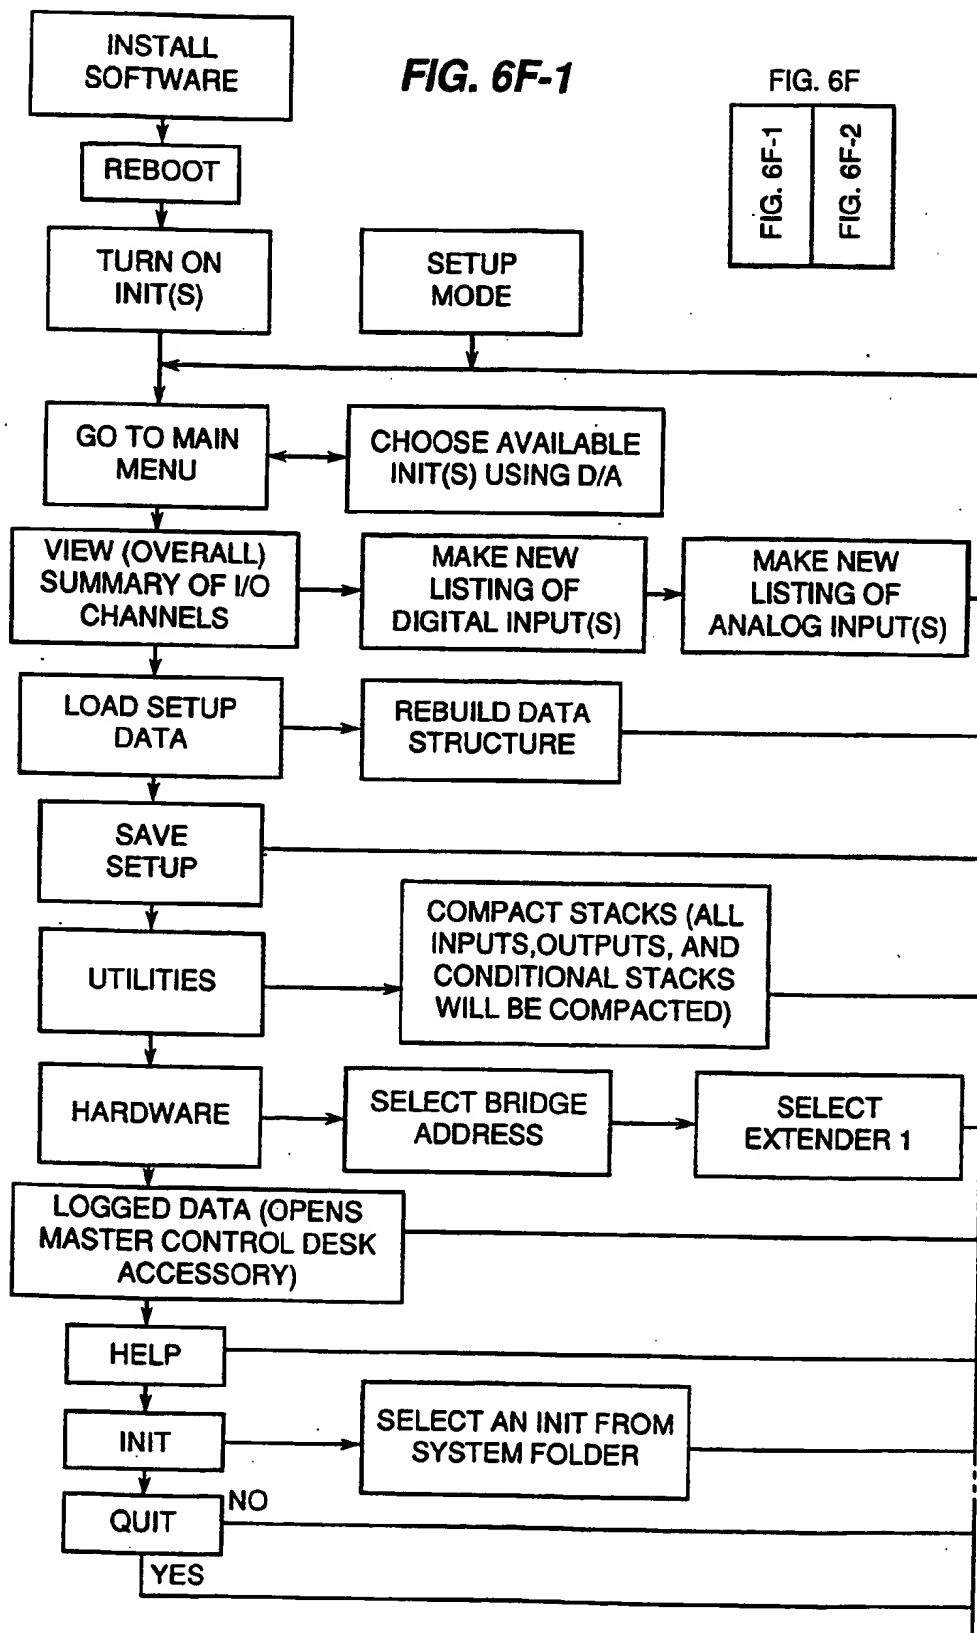 INSTALL
SOFTWARE
FIG. 6F-1
FIG. 6F
FIG. 6F-1
FIG. 6F-2
REBOOT
TURN ON
INIT(S)
SETUP
MODE
GO TO MAIN
MENU
CHOOSE AVAILABLE
INIT(S) USING D/A
VIEW (OVERALL)
SUMMARY OF I/O
CHANNELS
MAKE NEW
LISTING OF
DIGITAL INPUT(S)
MAKE NEW
LISTING OF
ANALOG INPUT(S)
LOAD SETUP
DATA
REBUILD DATA
STRUCTURE
SAVE
SETUP
UTILITIES
COMPACT STACKS (ALL
INPUTS,OUTPUTS, AND
CONDITIONAL STACKS
WILL BE COMPACTED)
HARDWARE
SELECT BRIDGE
ADDRESS
SELECT
EXTENDER 1
LOGGED DATA (OPENS
MASTER CONTROL DESK
ACCESSORY)
HELP
INIT
SELECT AN INIT FROM
SYSTEM FOLDER
QUIT
NO
YES